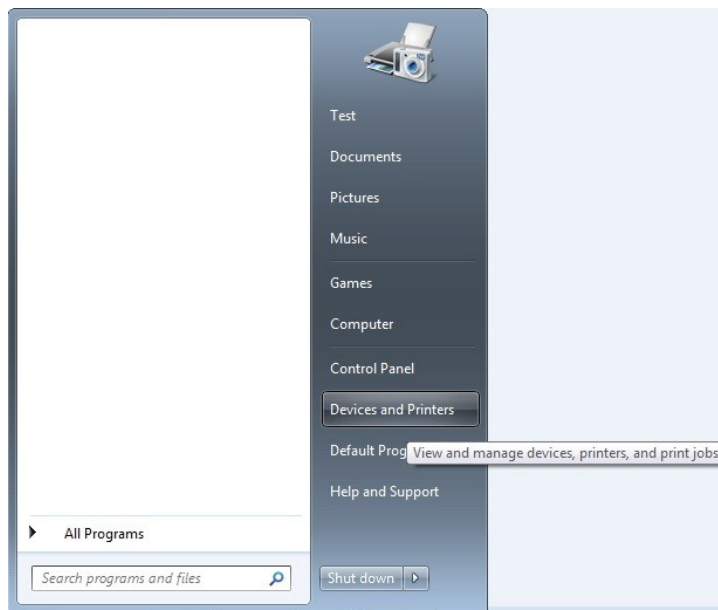 Test
Documents
Pictures
Music
Games
Computer
Control Panel
Devices and Printers
Default Prog
View and manage devices, printers, and print jobs
Help and Support
All Programs
Search programs and files
Shut down